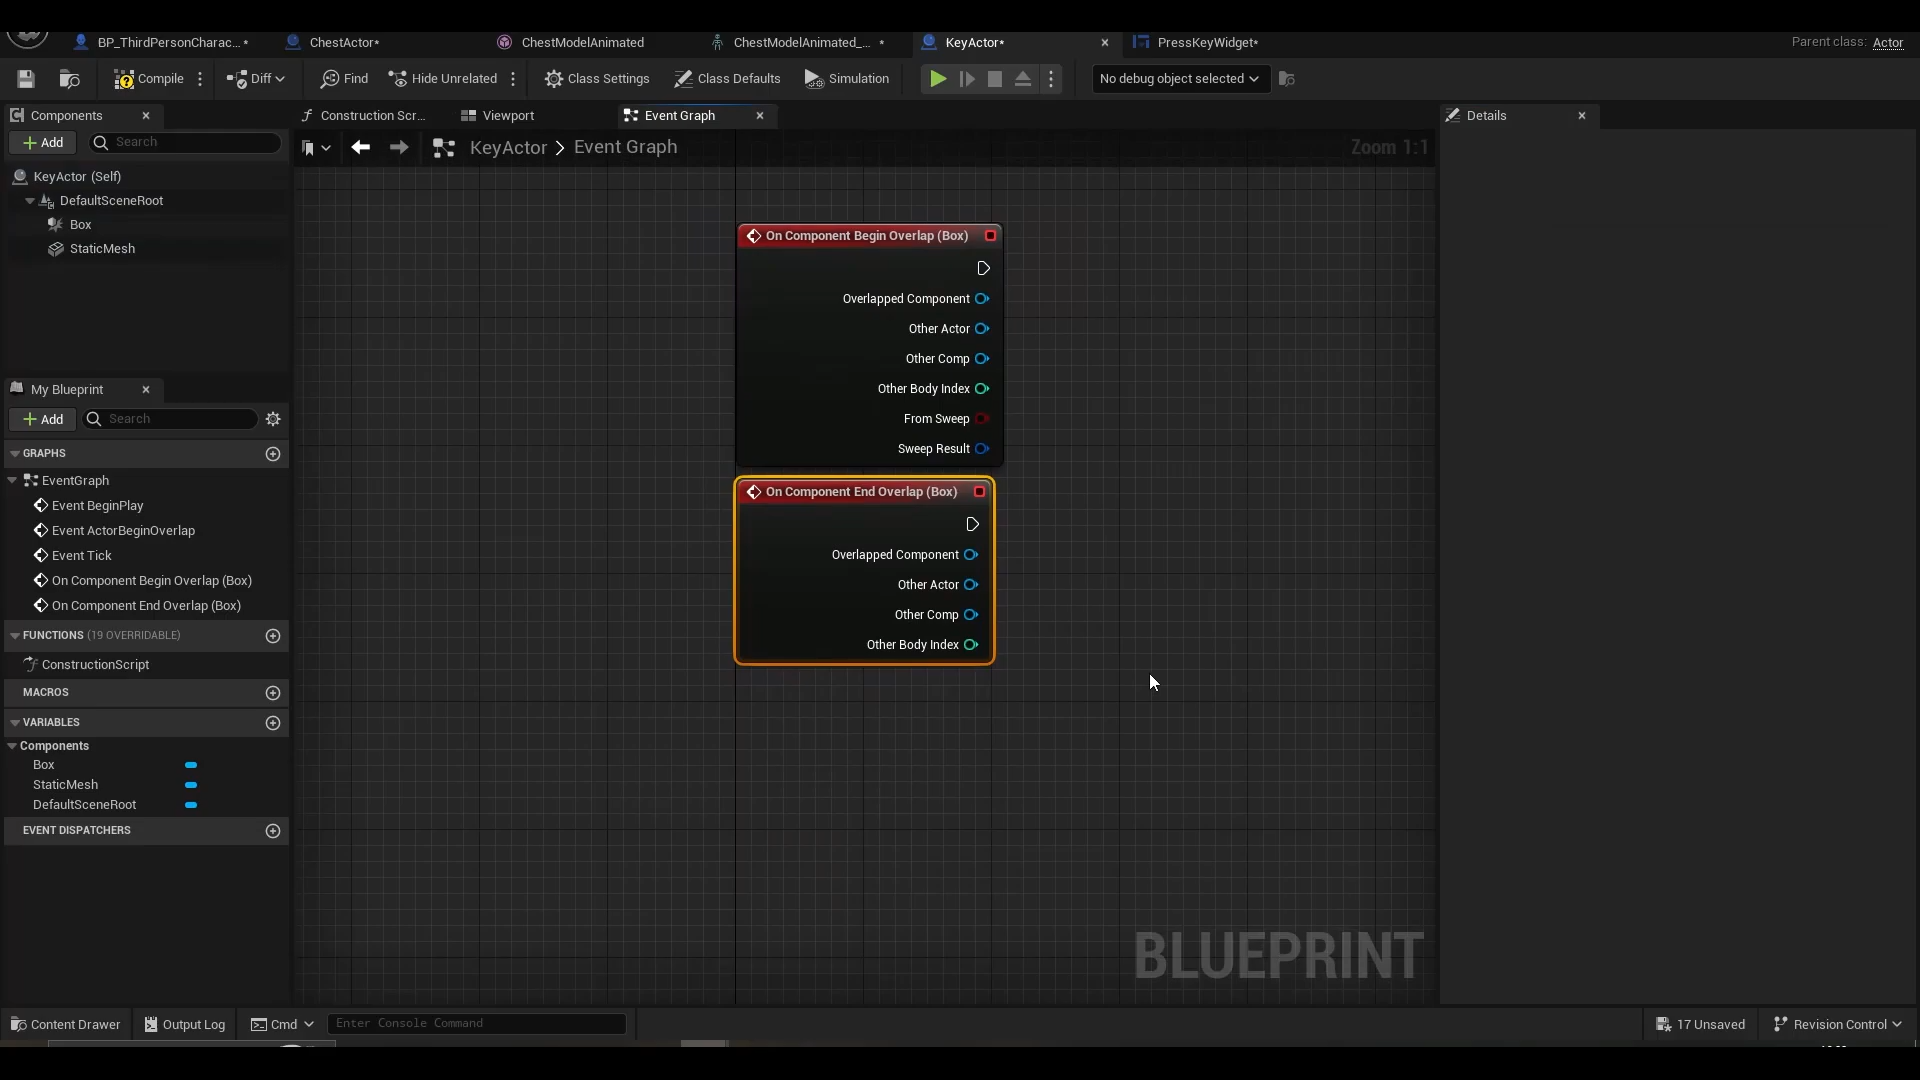 BP_ThirdPersonCharac... *
ChestActor*
ChestModelAnimated
ChestModelAnimated_... *
KeyActor*
PressKeyWidget*
Parent class: Actor
Compile
Diff
Find
Hide Unrelated
Class Settings
Class Defaults
Simulation
No debug object selected
Components
Construction Scr...
Viewport
Event Graph
Details
Add
Search
KeyActor > Event Graph
Zoom 1:1
KeyActor (Self)
DefaultSceneRoot
Box
StaticMesh
On Component Begin Overlap (Box)
Overlapped Component
Other Actor
Other Comp
Other Body Index
From Sweep
Sweep Result
On Component End Overlap (Box)
Overlapped Component
Other Actor
Other Comp
Other Body Index
My Blueprint
Add
Search
GRAPHS
EventGraph
Event BeginPlay
Event ActorBeginOverlap
Event Tick
On Component Begin Overlap (Box)
On Component End Overlap (Box)
FUNCTIONS (19 OVERRIDABLE)
ConstructionScript
MACROS
VARIABLES
Components
Box
StaticMesh
DefaultSceneRoot
EVENT DISPATCHERS
BLUEPRINT
Content Drawer
Output Log
Cmd
Enter Console Command
17 Unsaved
Revision Control